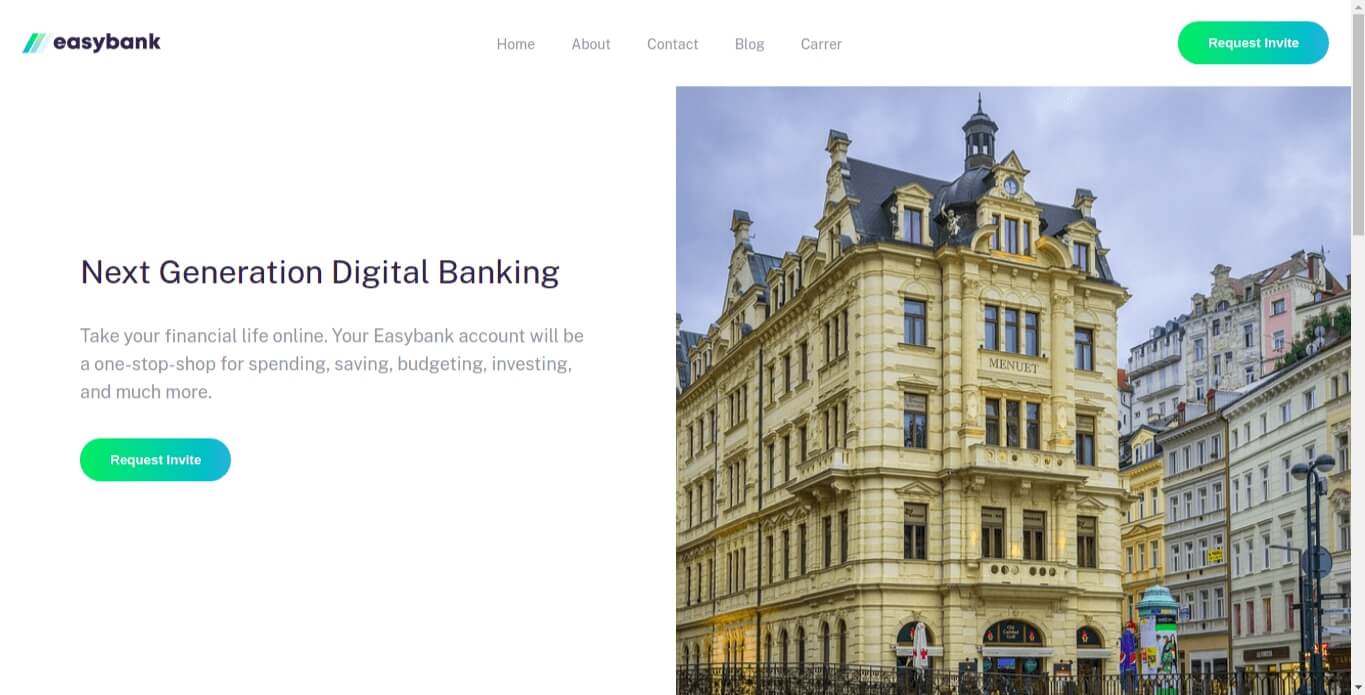 easybank
Home
About
Contact
Blog
Carrer
Request Invite
Next Generation Digital Banking
Take your financial life online. Your Easybank account will be
a one-stop-shop for spending, saving, budgeting, investing,
and much more.
Request Invite
MENUET